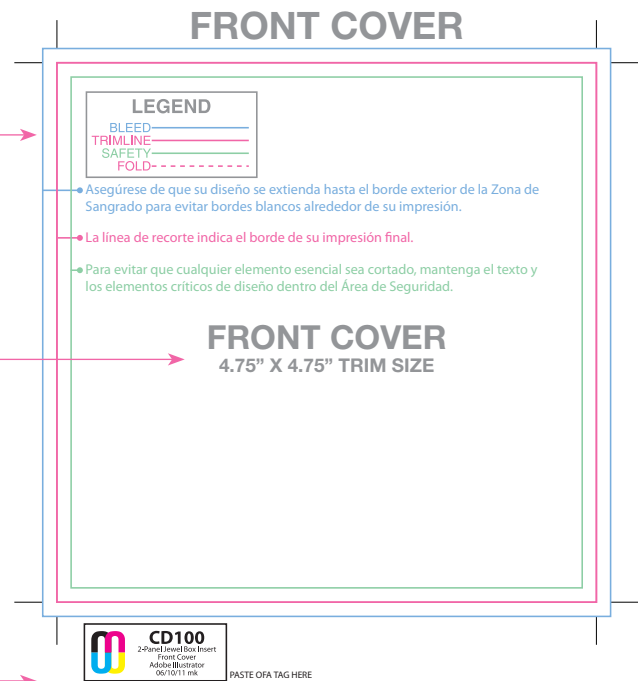 FRONT COVER
LEGEND
BLEED
TRIMLINE
SAFETY
FOLD
Asegúrese de que su diseño se extienda hasta el borde exterior de la Zona de
Sangrado para evitar bordes blancos alrededor de su impresión.
La línea de recorte indica el borde de su impresión final.
Para evitar que cualquier elemento esencial sea cortado, mantenga el texto y
los elementos críticos de diseño dentro del Área de Seguridad.
FRONT COVER
4.75” X 4.75” TRIM SIZE
CD100
2-Panel Jewel Box Insert
Front Cover
Adobe Illustrator
06/10/11 mk
PASTE OFA TAG HERE